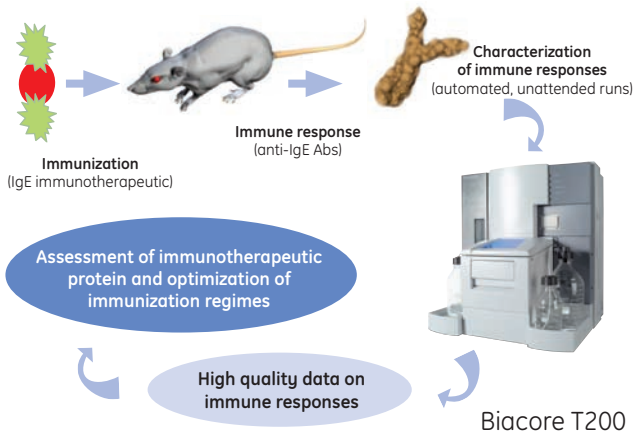 Immunization
(IgE immunotherapeutic)
Immune response
(anti-IgE Abs)
Characterization
of immune responses
(automated, unattended runs)
Biacore T200
High quality data on
immune responses
Assessment of immunotherapeutic
protein and optimization of
immunization regimes